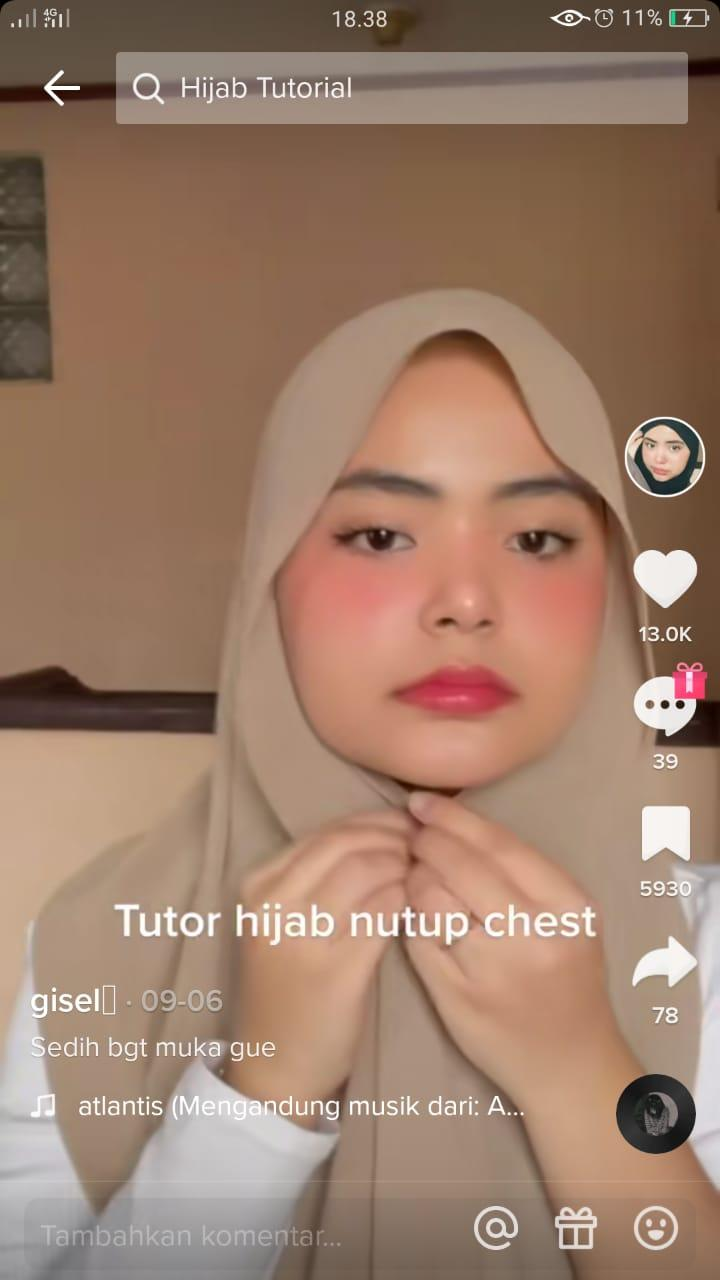 4G
18.38
11%
Hijab Tutorial
13.0K
39
5930
78
Tutor hijab nutup chest
gisel · 09-06
Sedih bgt muka gue
atlantis (Mengandung musik dari: A...
Tambahkan komentar...